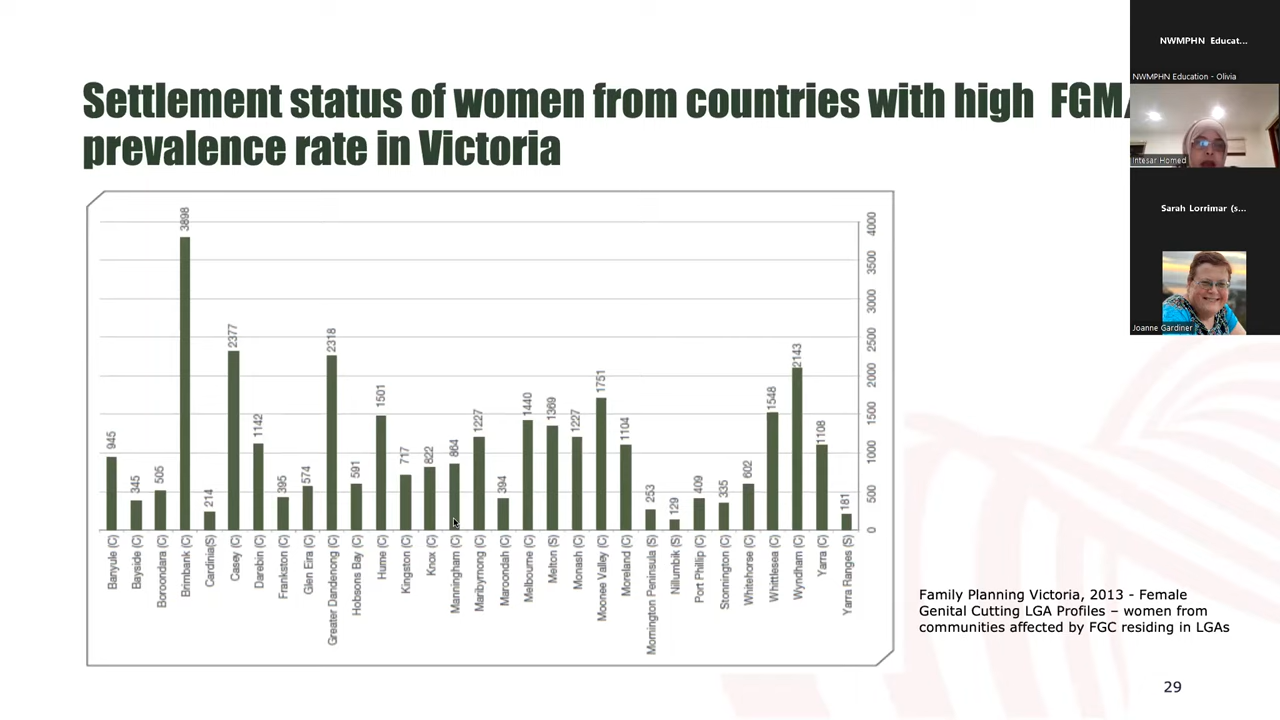 Settlement status of women from countries with high FGM/
prevalence rate in Victoria
945
345
505
3898
214
2377
1142
395
574
2318
591
1501
717
822
864
1227
394
1440
1369
1227
1751
1104
253
129
409
335
602
1548
2143
1108
181
4000
3500
3000
2500
2000
1500
1000
500
0
Banyule (C)
Bayside (C)
Boroondara (C)
Brimbank (C)
Cardinia(S)
Casey (C)
Darebin (C)
Frankston (C)
Glen Eira (C)
Greater Dandenong (C)
Hobsons Bay (C)
Hume (C)
Kingston (C)
Knox (C)
Manningham (C)
Maribyrnong (C)
Maroondah (C)
Melbourne (C)
Melton (S)
Monash (C)
Moonee Valley (C)
Moreland (C)
Mornington Peninsula (S)
Nillumbik (S)
Port Phillip (C)
Stonnington (C)
Whitehorse (C)
Whittlesea (C)
Wyndham (C)
Yarra (C)
Yarra Ranges (S)
Family Planning Victoria, 2013 - Female
Genital Cutting LGA Profiles – women from
communities affected by FGC residing in LGAs
29
NWMPHN Educat...
NWMPHN Education - Olivia
Intesar Homed
Sarah Lorrimar (s...
Joanne Gardiner